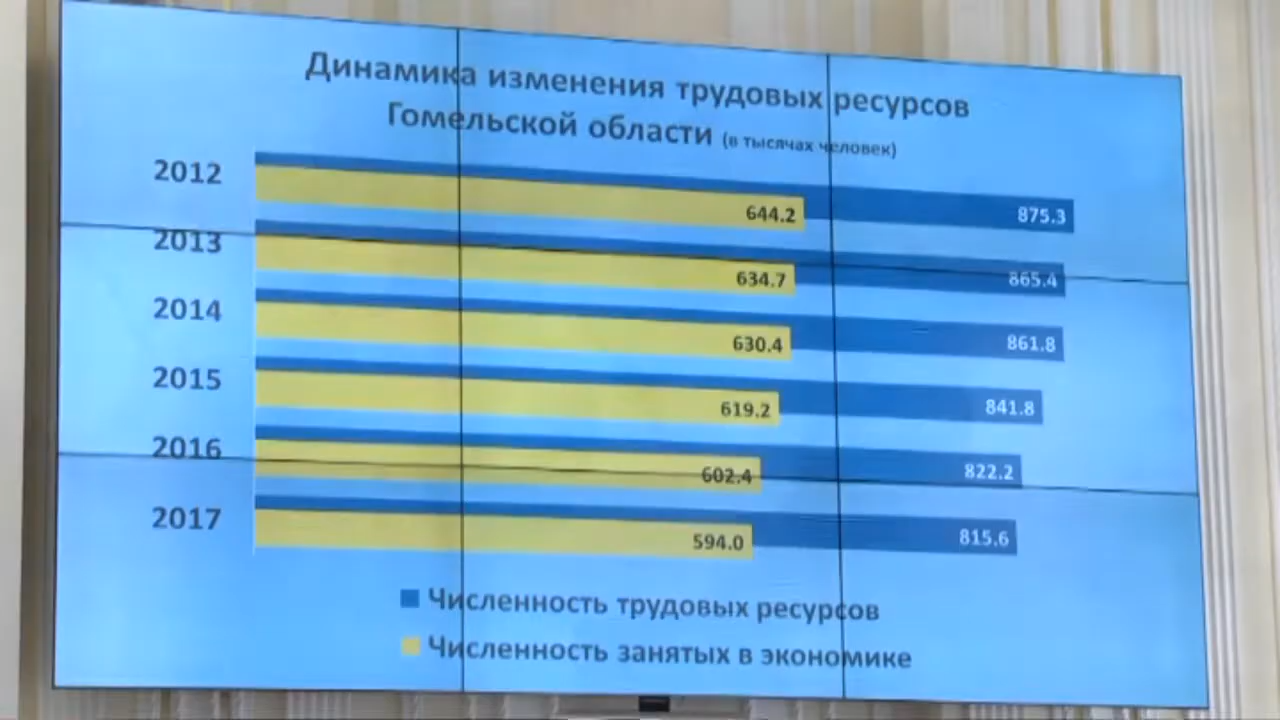 Динамика изменения трудовых ресурсов
Гомельской области (в тысячах человек)
2012 644.2 875.3
2013 634.7 865.4
2014 630.4 861.8
2015 619.2 841.8
2016 602.4 822.2
2017 594.0 815.6
Численность трудовых ресурсов
Численность занятых в экономике